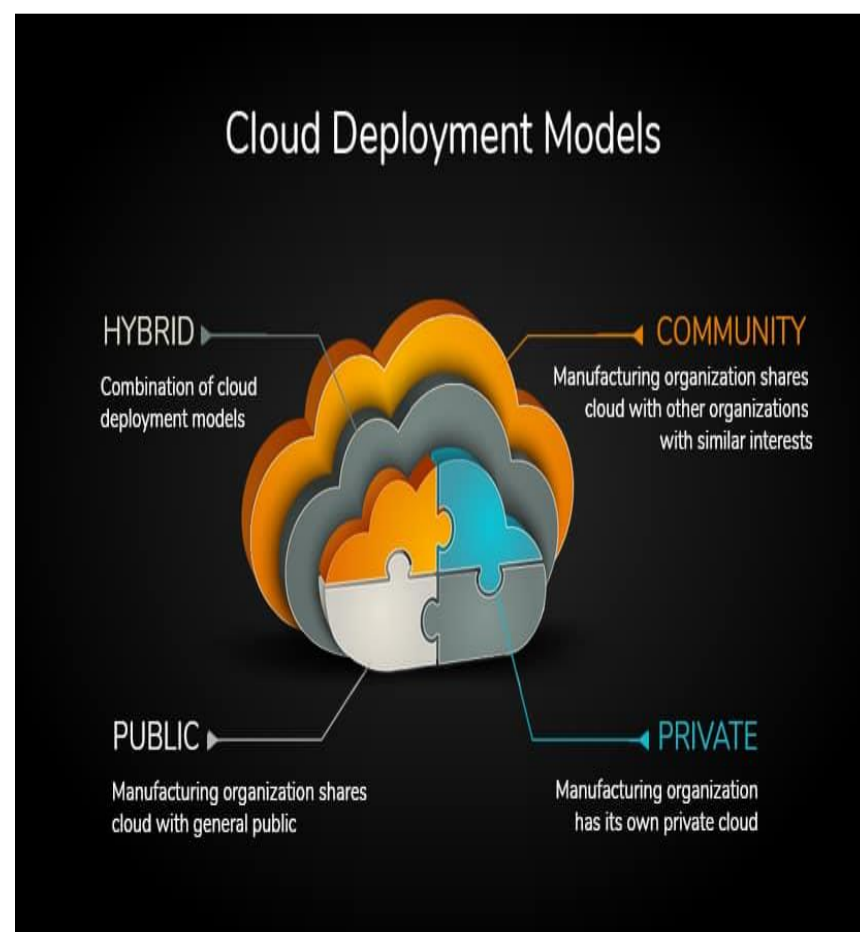 Cloud Deployment Models
HYBRID
Combination of cloud
deployment models
COMMUNITY
Manufacturing organization shares
cloud with other organizations
with similar interests
PUBLIC
Manufacturing organization shares
cloud with general public
PRIVATE
Manufacturing organization
has its own private cloud